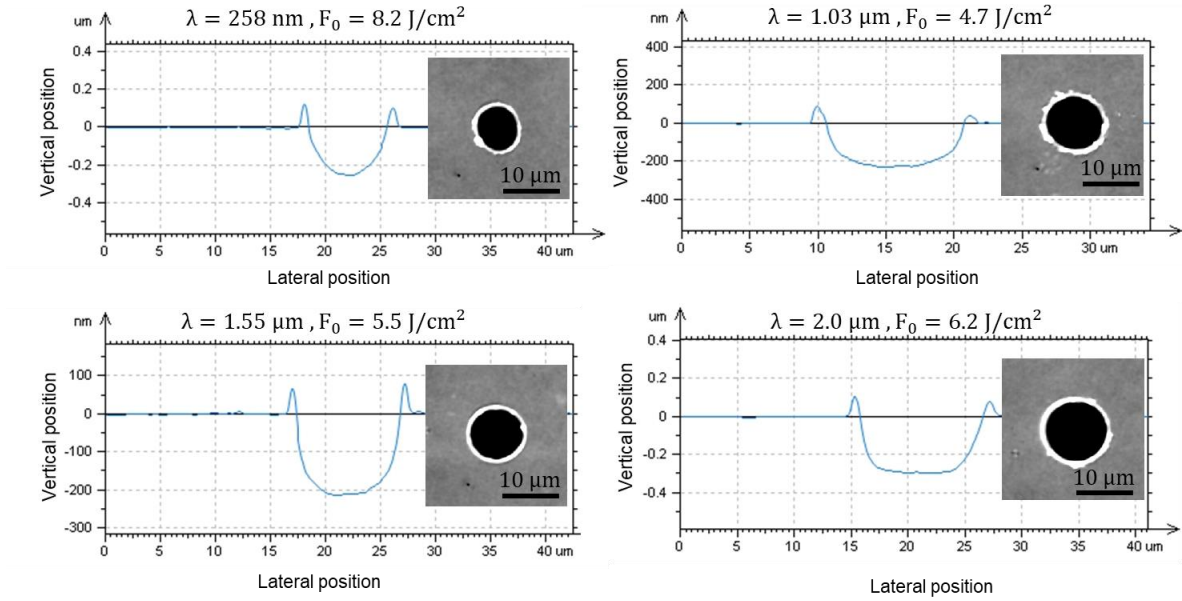 λ = 258 nm , F₀ = 8.2 J/cm²
um
0.4
0.2
0
-0.2
-0.4
Vertical position
10 μm
0 5 10 15 20 25 30 35 40 um
Lateral position
λ = 1.03 μm , F₀ = 4.7 J/cm²
nm
400
200
0
-200
-400
Vertical position
10 μm
0 5 10 15 20 25 30 um
Lateral position
λ = 1.55 μm , F₀ = 5.5 J/cm²
nm
100
0
-100
-200
-300
Vertical position
10 μm
0 5 10 15 20 25 30 35 40 um
Lateral position
λ = 2.0 μm , F₀ = 6.2 J/cm²
um
0.4
0.2
0
-0.2
-0.4
Vertical position
10 μm
0 5 10 15 20 25 30 35 40 um
Lateral position